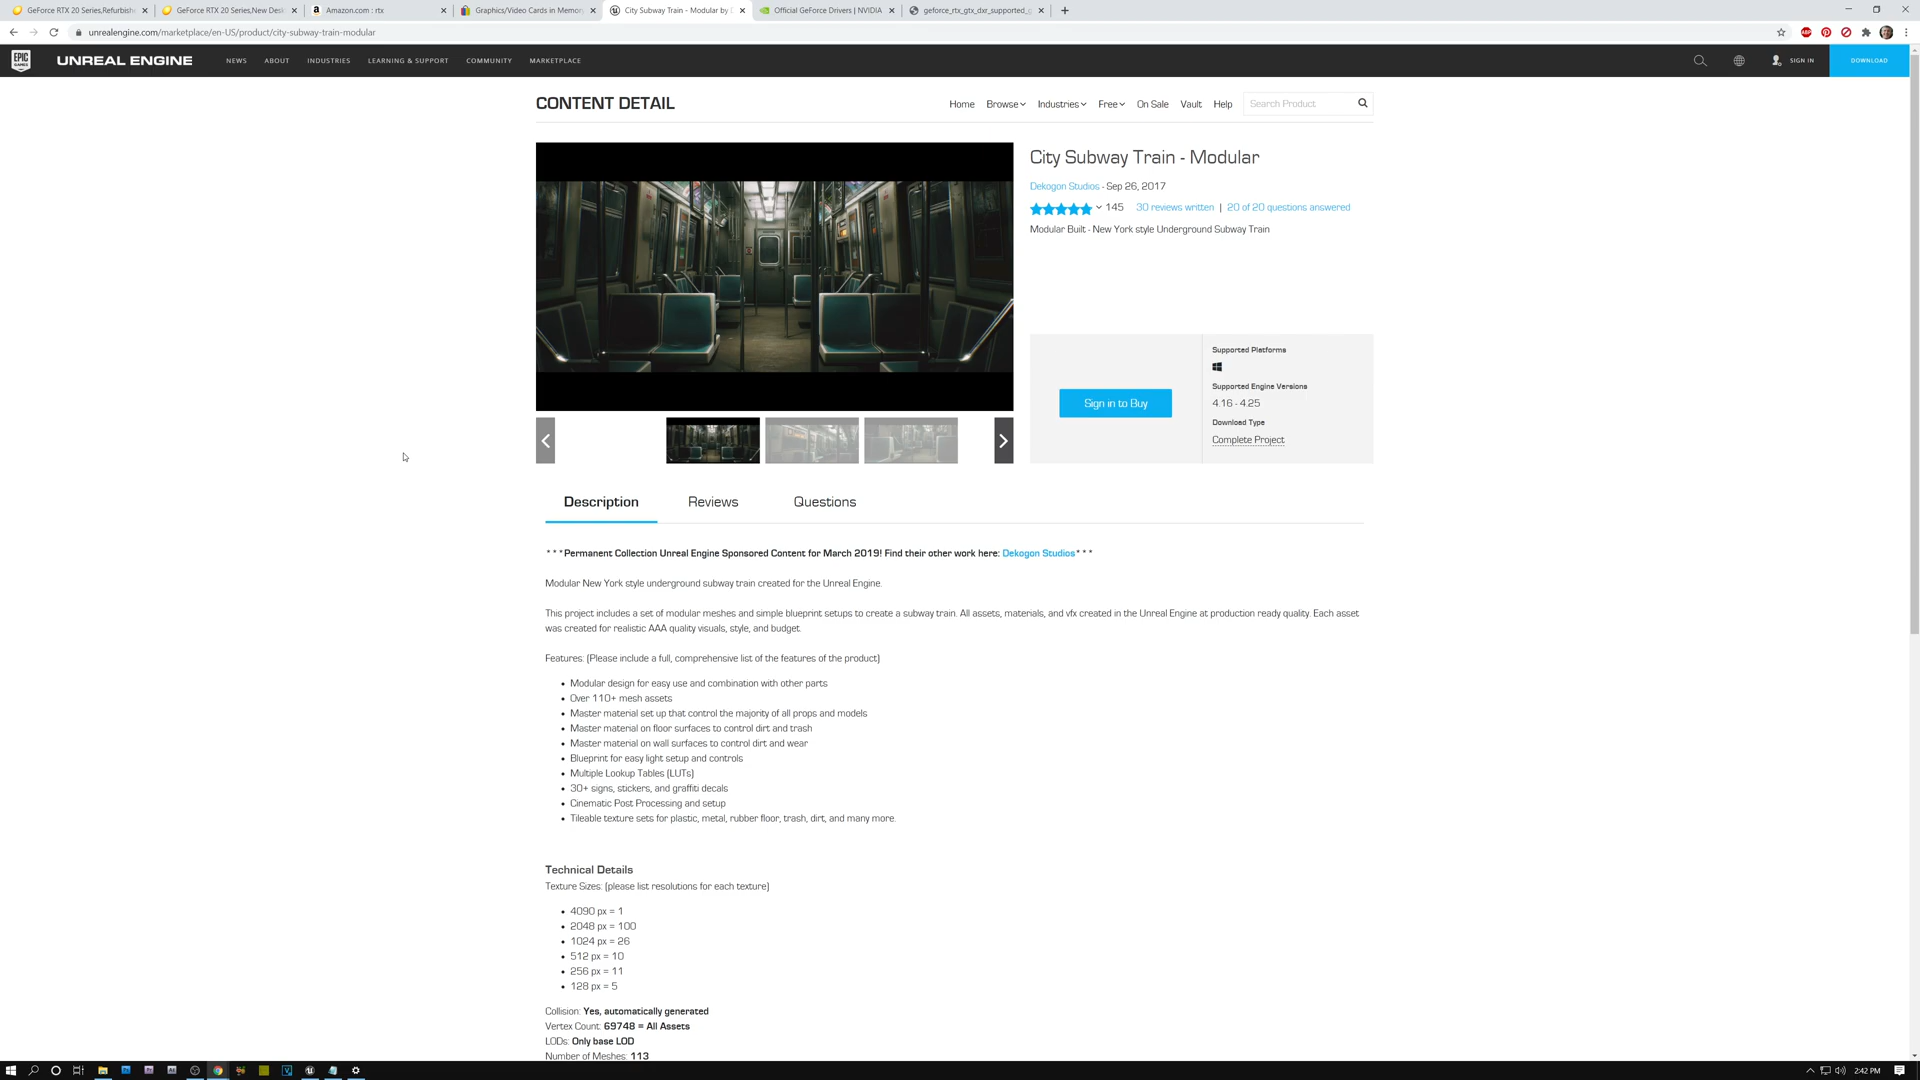 GeForce RTX 20 Series,Refurbishe
GeForce RTX 20 Series,New Desk
Amazon.com : rtx
Graphics/Video Cards in Memory
City Subway Train - Modular by D
Official GeForce Drivers | NVIDIA
geforce_rtx_gtx_dxr_supported_g
unrealengine.com/marketplace/en-US/product/city-subway-train-modular
ABP
EPIC GAMES
UNREAL ENGINE
NEWS
ABOUT
INDUSTRIES
LEARNING & SUPPORT
COMMUNITY
MARKETPLACE
SIGN IN
DOWNLOAD
CONTENT DETAIL
Home
Browse
Industries
Free
On Sale
Vault
Help
Search Product
City Subway Train - Modular
Dekogon Studios - Sep 26, 2017
145 30 reviews written | 20 of 20 questions answered
Modular Built - New York style Underground Subway Train
Sign in to Buy
Supported Platforms
Supported Engine Versions
4.16 - 4.25
Download Type
Complete Project
Description
Reviews
Questions
***Permanent Collection Unreal Engine Sponsored Content for March 2019! Find their other work here: Dekogon Studios***
Modular New York style underground subway train created for the Unreal Engine.
This project includes a set of modular meshes and simple blueprint setups to create a subway train. All assets, materials, and vfx created in the Unreal Engine at production ready quality. Each asset
was created for realistic AAA quality visuals, style, and budget.
Features: (Please include a full, comprehensive list of the features of the product)
• Modular design for easy use and combination with other parts
• Over 110+ mesh assets
• Master material set up that control the majority of all props and models
• Master material on floor surfaces to control dirt and trash
• Master material on wall surfaces to control dirt and wear
• Blueprint for easy light setup and controls
• Multiple Lookup Tables (LUTs)
• 30+ signs, stickers, and graffiti decals
• Cinematic Post Processing and setup
• Tileable texture sets for plastic, metal, rubber floor, trash, dirt, and many more.
Technical Details
Texture Sizes: (please list resolutions for each texture)
• 4090 px = 1
• 2048 px = 100
• 1024 px = 26
• 512 px = 10
• 256 px = 11
• 128 px = 5
Collision: Yes, automatically generated
Vertex Count: 69748 = All Assets
LODs: Only base LOD
Number of Meshes: 113
2:42 PM